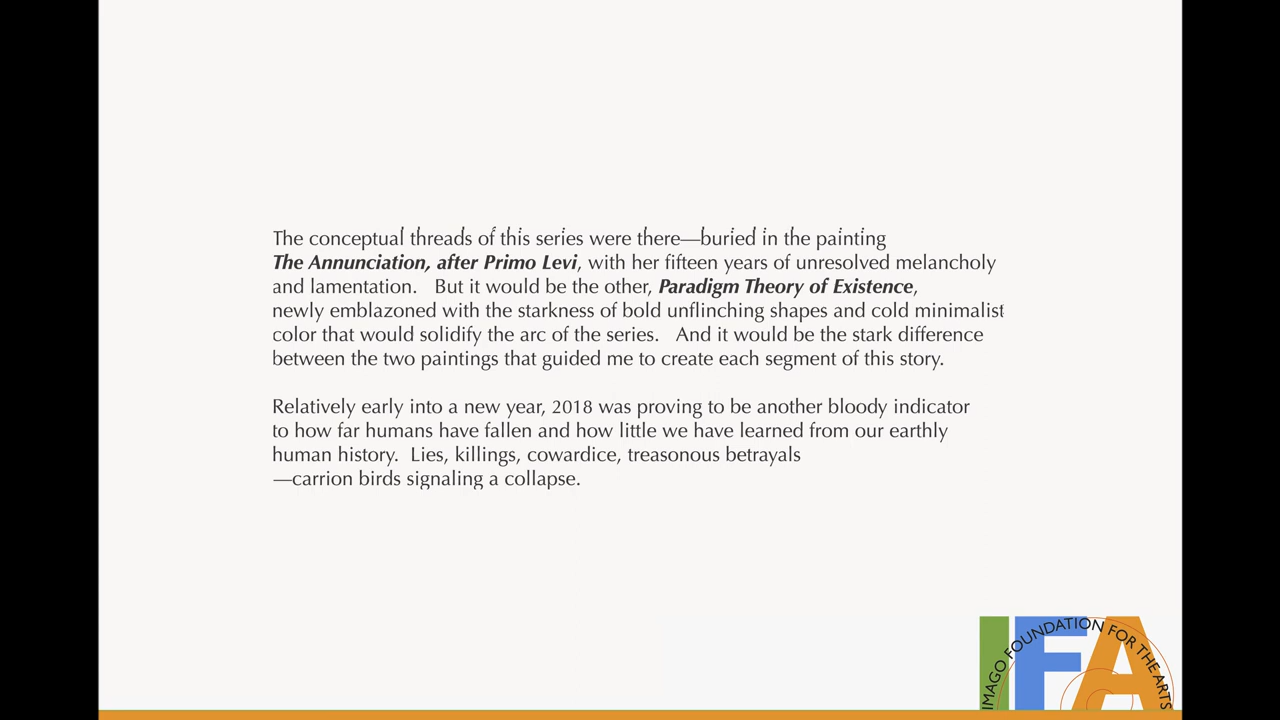 The conceptual threads of this series were there—buried in the painting
The Annunciation, after Primo Levi, with her fifteen years of unresolved melancholy
and lamentation.   But it would be the other, Paradigm Theory of Existence,
newly emblazoned with the starkness of bold unflinching shapes and cold minimalist
color that would solidify the arc of the series.   And it would be the stark difference
between the two paintings that guided me to create each segment of this story.
Relatively early into a new year, 2018 was proving to be another bloody indicator
to how far humans have fallen and how little we have learned from our earthly
human history.  Lies, killings, cowardice, treasonous betrayals
—carrion birds signaling a collapse.
IFA
IMAGO FOUNDATION FOR THE ARTS